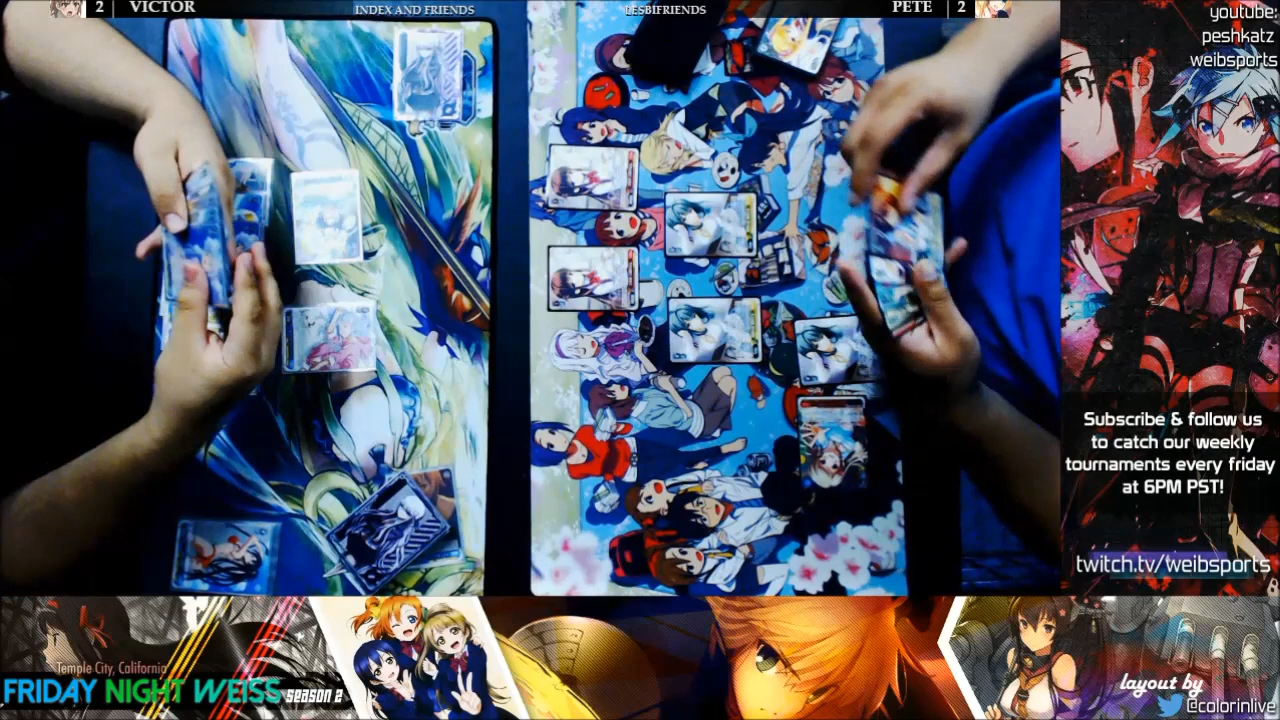 2 | VICTOR
INDEX AND FRIENDS
LESBIFRIENDS
PETE | 2
youtube:
peshkatz
weibsports
Subscribe & follow us
to catch our weekly
tournaments every friday
at 6PM PST!
twitch.tv/weibsports
Temple City, California
FRIDAY NIGHT WEISS SEASON 2
layout by
@colorinlive